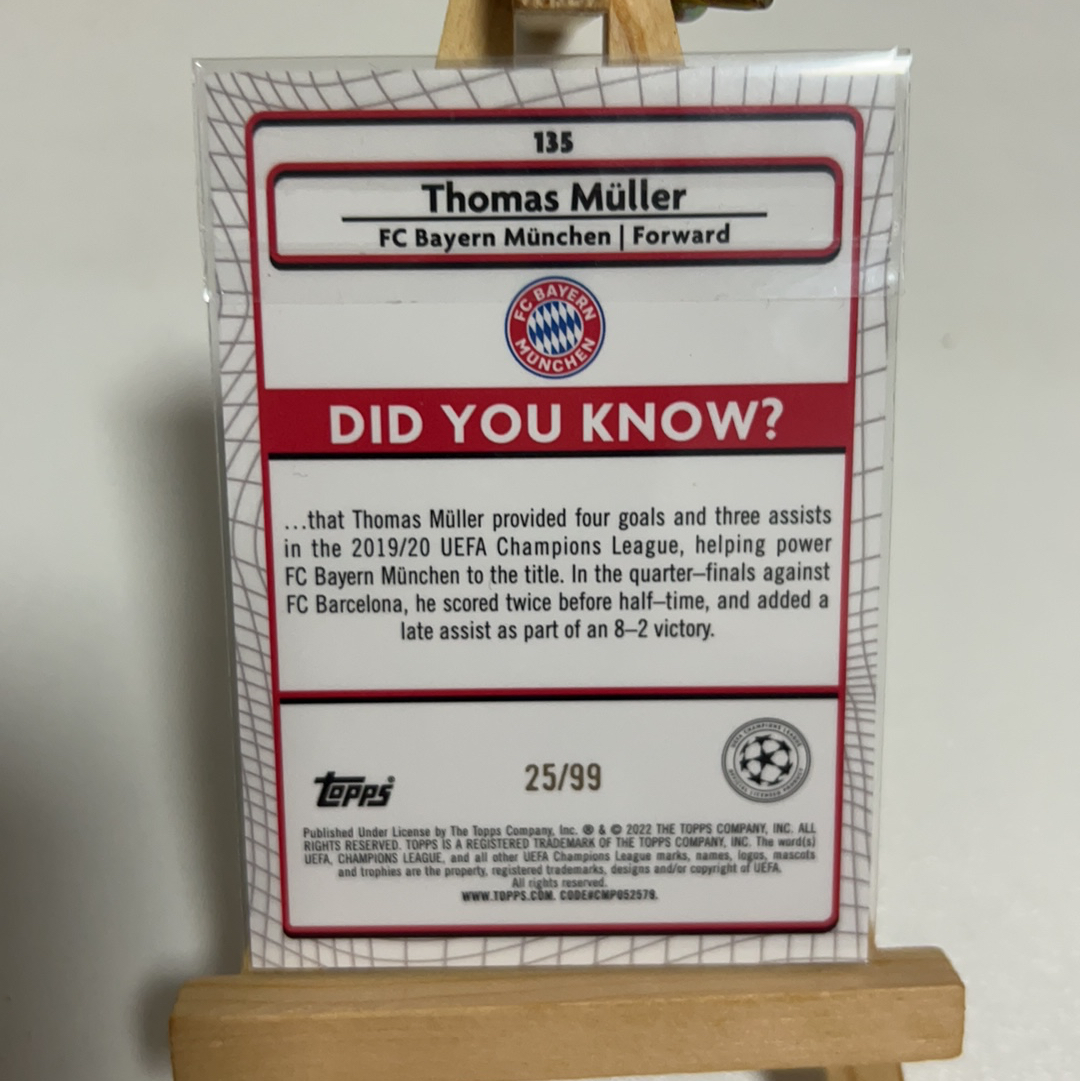 135
Thomas Müller
FC Bayern München | Forward
FC BAYERN
MÜNCHEN
DID YOU KNOW?
...that Thomas Müller provided four goals and three assists
in the 2019/20 UEFA Champions League, helping power
FC Bayern München to the title. In the quarter–finals against
FC Barcelona, he scored twice before half–time, and added a
late assist as part of an 8–2 victory.
UEFA CHAMPIONS LEAGUE
OFFICIAL LICENSED PRODUCT
Topps®
25/99
Published Under License by The Topps Company, Inc. ® & © 2022 THE TOPPS COMPANY, INC. ALL
RIGHTS RESERVED. TOPPS IS A REGISTERED TRADEMARK OF THE TOPPS COMPANY, INC. The word(s)
UEFA, CHAMPIONS LEAGUE, and all other UEFA Champions League marks, names, logos, mascots
and trophies are the property, registered trademarks, designs and/or copyright of UEFA.
All rights reserved.
WWW.TOPPS.COM. CODE#CMP052579.